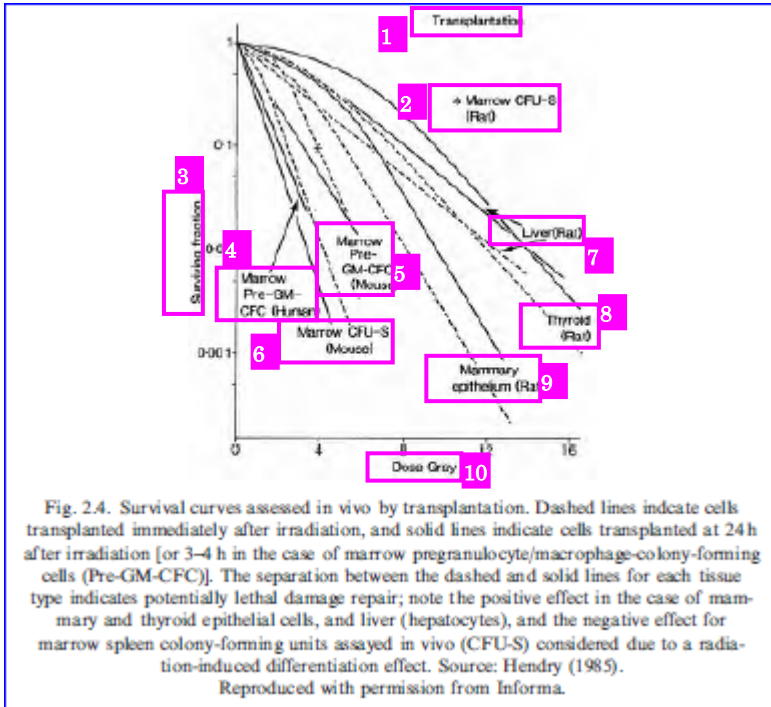 1
Transplantation
2
+ Marrow CFU-S
(Rat)
3
Surviving fraction
1
0·1
0·0
0·001
4
Marrow
Pre-GM-
CFC (Human)
5
Marrow
Pre-
GM-CFC
(Mouse
6
Marrow CFU-S
(Mouse)
7
Liver(Rat)
8
Thyroid
(Rat)
9
Mammary
epithelium (Rat
0
4
8
12
16
Dose Gray
10
Fig. 2.4. Survival curves assessed in vivo by transplantation. Dashed lines indcate cells
transplanted immediately after irradiation, and solid lines indicate cells transplanted at 24 h
after irradiation [or 3–4 h in the case of marrow pregranulocyte/macrophage-colony-forming
cells (Pre-GM-CFC)]. The separation between the dashed and solid lines for each tissue
type indicates potentially lethal damage repair; note the positive effect in the case of mam-
mary and thyroid epithelial cells, and liver (hepatocytes), and the negative effect for
marrow spleen colony-forming units assayed in vivo (CFU-S) considered due to a radia-
tion-induced differentiation effect. Source: Hendry (1985).
Reproduced with permission from Informa.